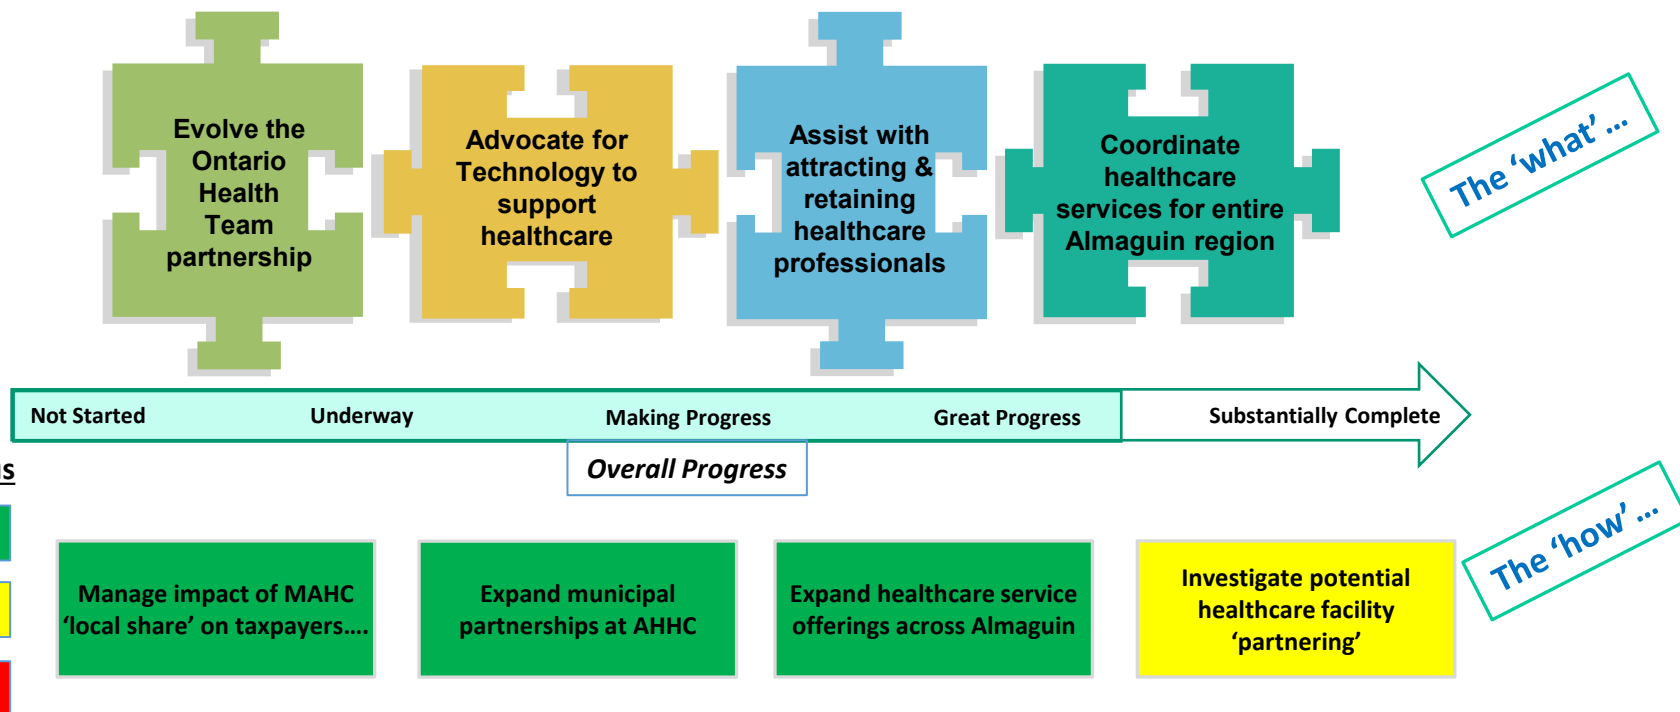 Evolve the
Ontario
Health
Team
partnership
Advocate for
Technology to
support
healthcare
Assist with
attracting &
retaining
healthcare
professionals
Coordinate
healthcare
services for entire
Almaguin region
The ‘what’...
Not Started Underway Making Progress Great Progress Substantially Complete
Overall Progress
The ‘how’...
Manage impact of MAHC
‘local share’ on taxpayers....
Expand municipal
partnerships at AHHC
Expand healthcare service
offerings across Almaguin
Investigate potential
healthcare facility
‘partnering’